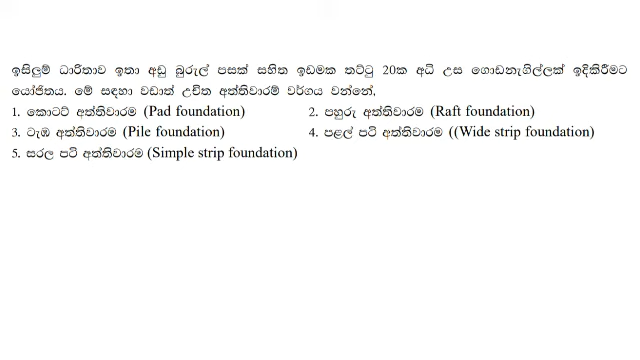 ඉසිලුම් ධාරිතාව ඉතා අඩු බුරුල් පසක් සහිත ඉඩමක තට්ටු 20ක අධි උස ගොඩනැගිල්ලක් ඉදිකිරීමට
යෝජිතය. මේ සඳහා වඩාත් උචිත අත්තිවාරම් වර්ගය වන්නේ,
1. කොටට් අත්තිවාරම (Pad foundation) 2. පහුරු අත්තිවාරම (Raft foundation)
3. ටැඹ අත්තිවාරම (Pile foundation) 4. පළල් පටි අත්තිවාරම ((Wide strip foundation)
5. සරල පටි අත්තිවාරම (Simple strip foundation)